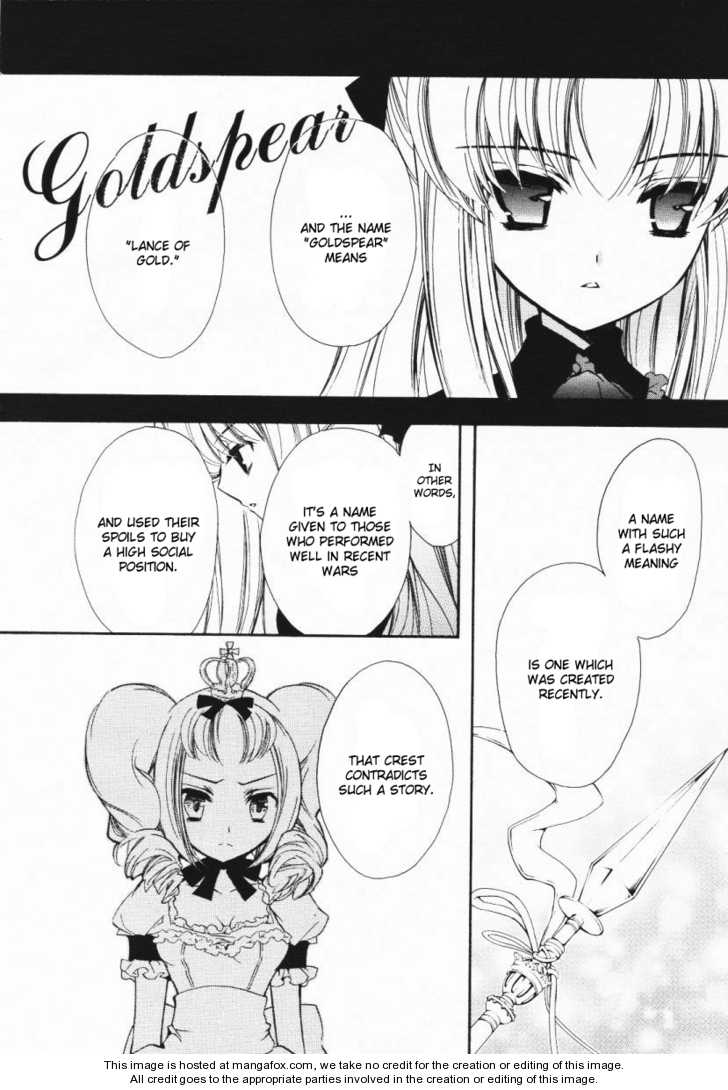 Goldspear
...
AND THE NAME
"GOLDSPEAR"
MEANS
"LANCE OF
GOLD."
A NAME
WITH SUCH
A FLASHY
MEANING
IS ONE WHICH
WAS CREATED
RECENTLY.
IN
OTHER
WORDS,
IT'S A NAME
GIVEN TO THOSE
WHO PERFORMED
WELL IN RECENT
WARS
AND USED THEIR
SPOILS TO BUY
A HIGH SOCIAL
POSITION.
THAT CREST
CONTRADICTS
SUCH A STORY.
This image is hosted at mangafox.com, we take no credit for the creation or editing of this image.
All credit goes to the appropriate parties involved in the creation or editing of this image.